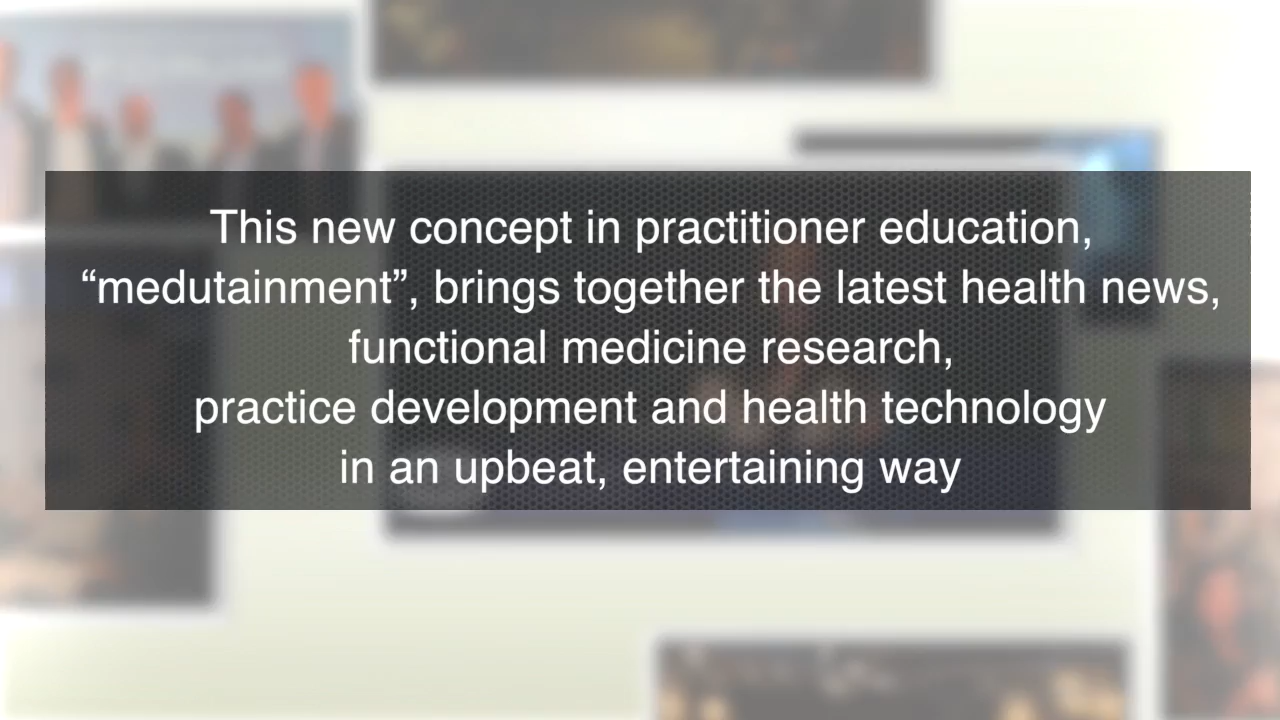 This new concept in practitioner education,
“medutainment”, brings together the latest health news,
functional medicine research,
practice development and health technology
in an upbeat, entertaining way